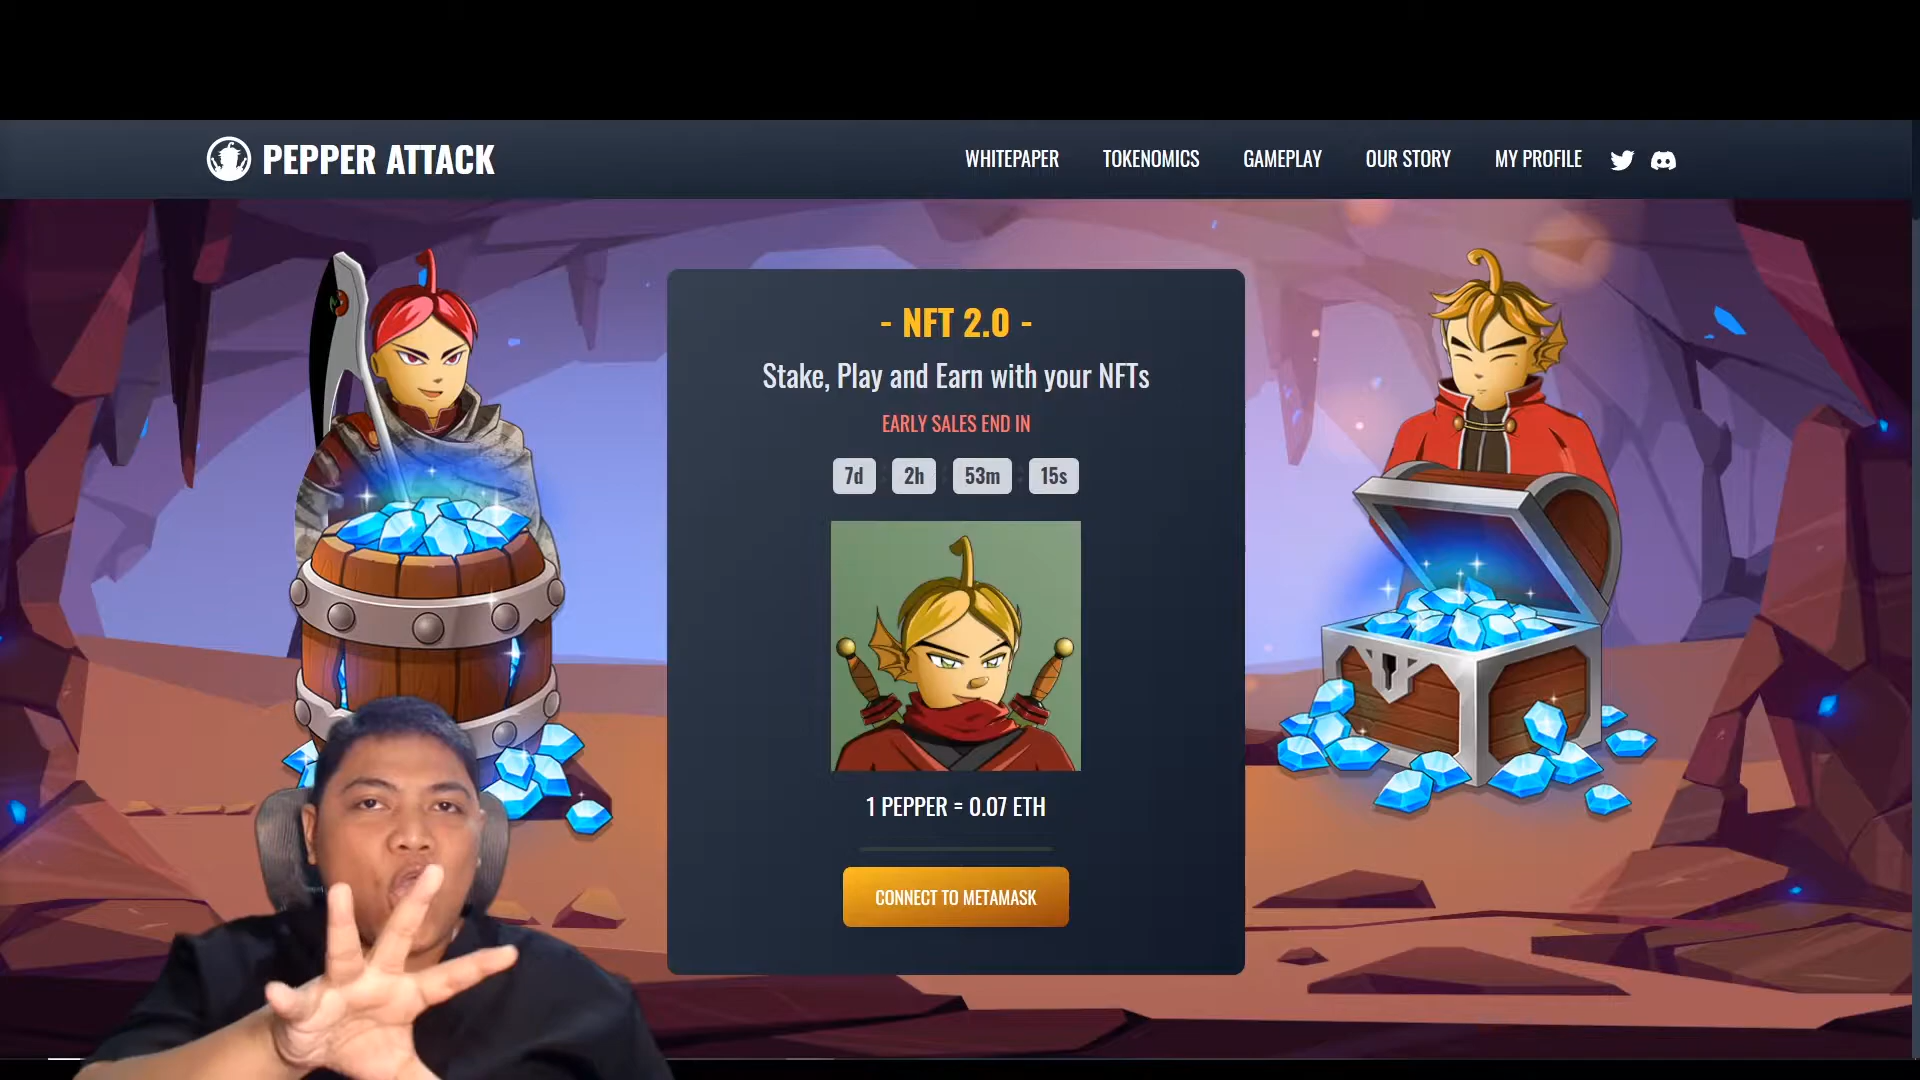 PEPPER ATTACK
WHITEPAPER
TOKENOMICS
GAMEPLAY
OUR STORY
MY PROFILE
- NFT 2.0 -
Stake, Play and Earn with your NFTs
EARLY SALES END IN
7d 2h 53m 15s
1 PEPPER = 0.07 ETH
CONNECT TO METAMASK